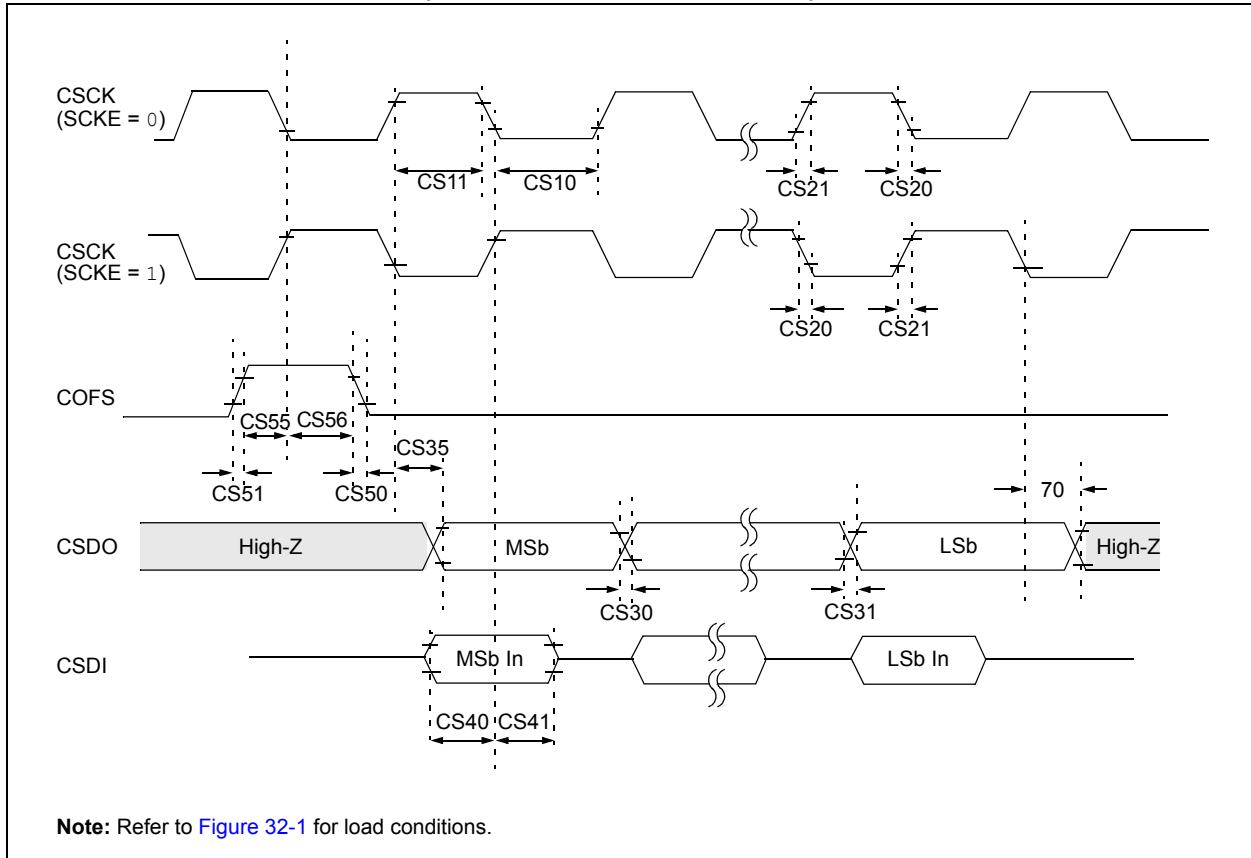 CSCK
(SCKE = 0)
CS11
CS10
CS21
CS20
CSCK
(SCKE = 1)
CS20
CS21
COFS
CS55
CS56
CS35
CS51
CS50
70
CSDO
High-Z
MSb
LSb
High-Z
CS30
CS31
CSDI
MSb In
LSb In
CS40
CS41
Note: Refer to Figure 32-1 for load conditions.